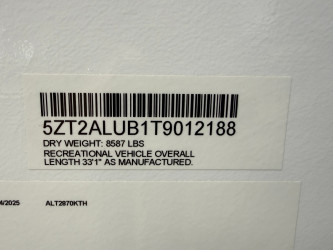 5ZT2ALUB1T9012188
DRY WEIGHT: 8587 LBS
RECREATIONAL VEHICLE OVERALL
LENGTH 33'1" AS MANUFACTURED.
4/2025 ALT2870KTH